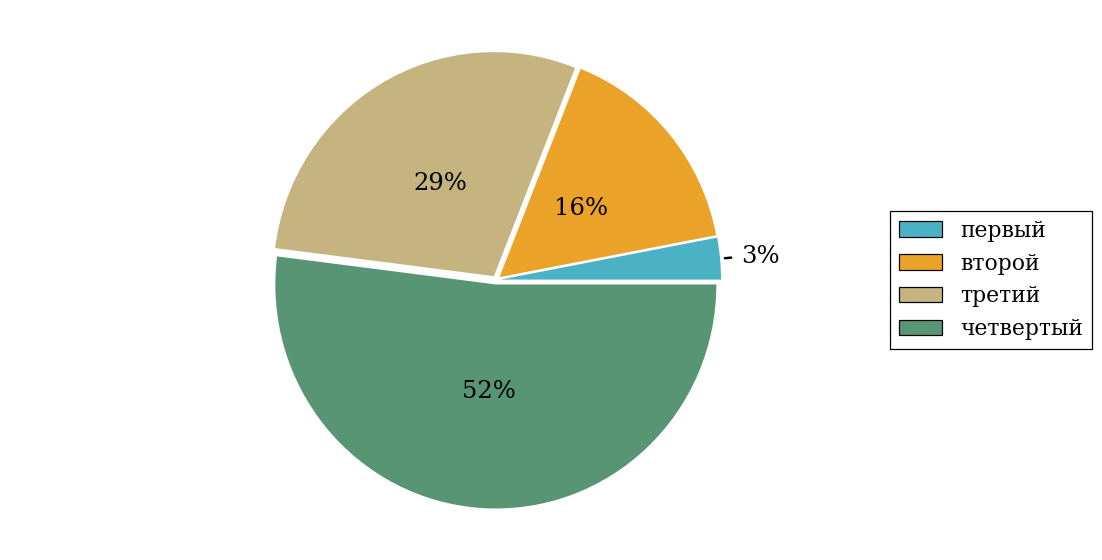 29%
16%
3%
52%
первый
второй
третий
четвертый